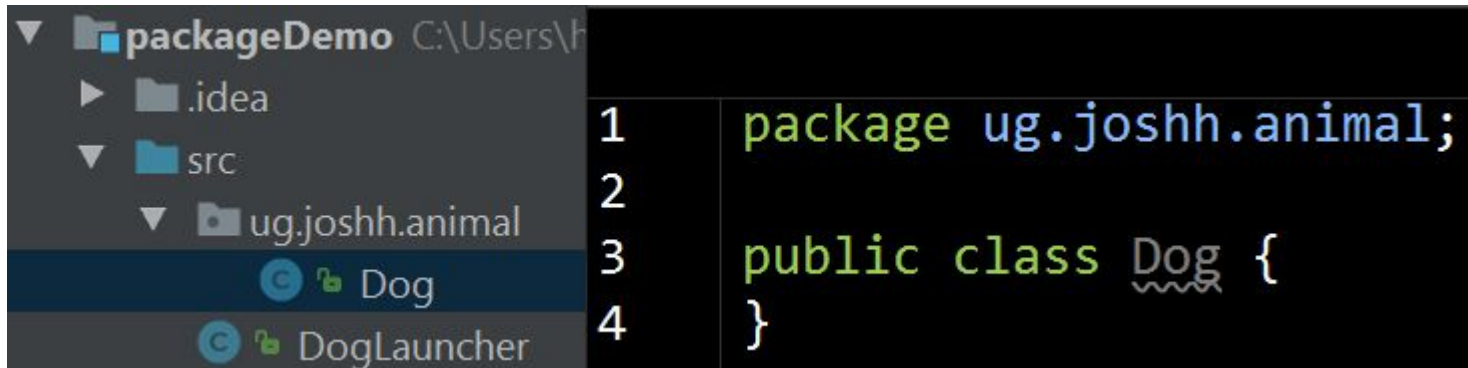 packageDemo C:\Users\h
.idea
src
ug.joshh.animal
C Dog
C DogLauncher
1 package ug.joshh.animal;
2
3 public class Dog {
4 }